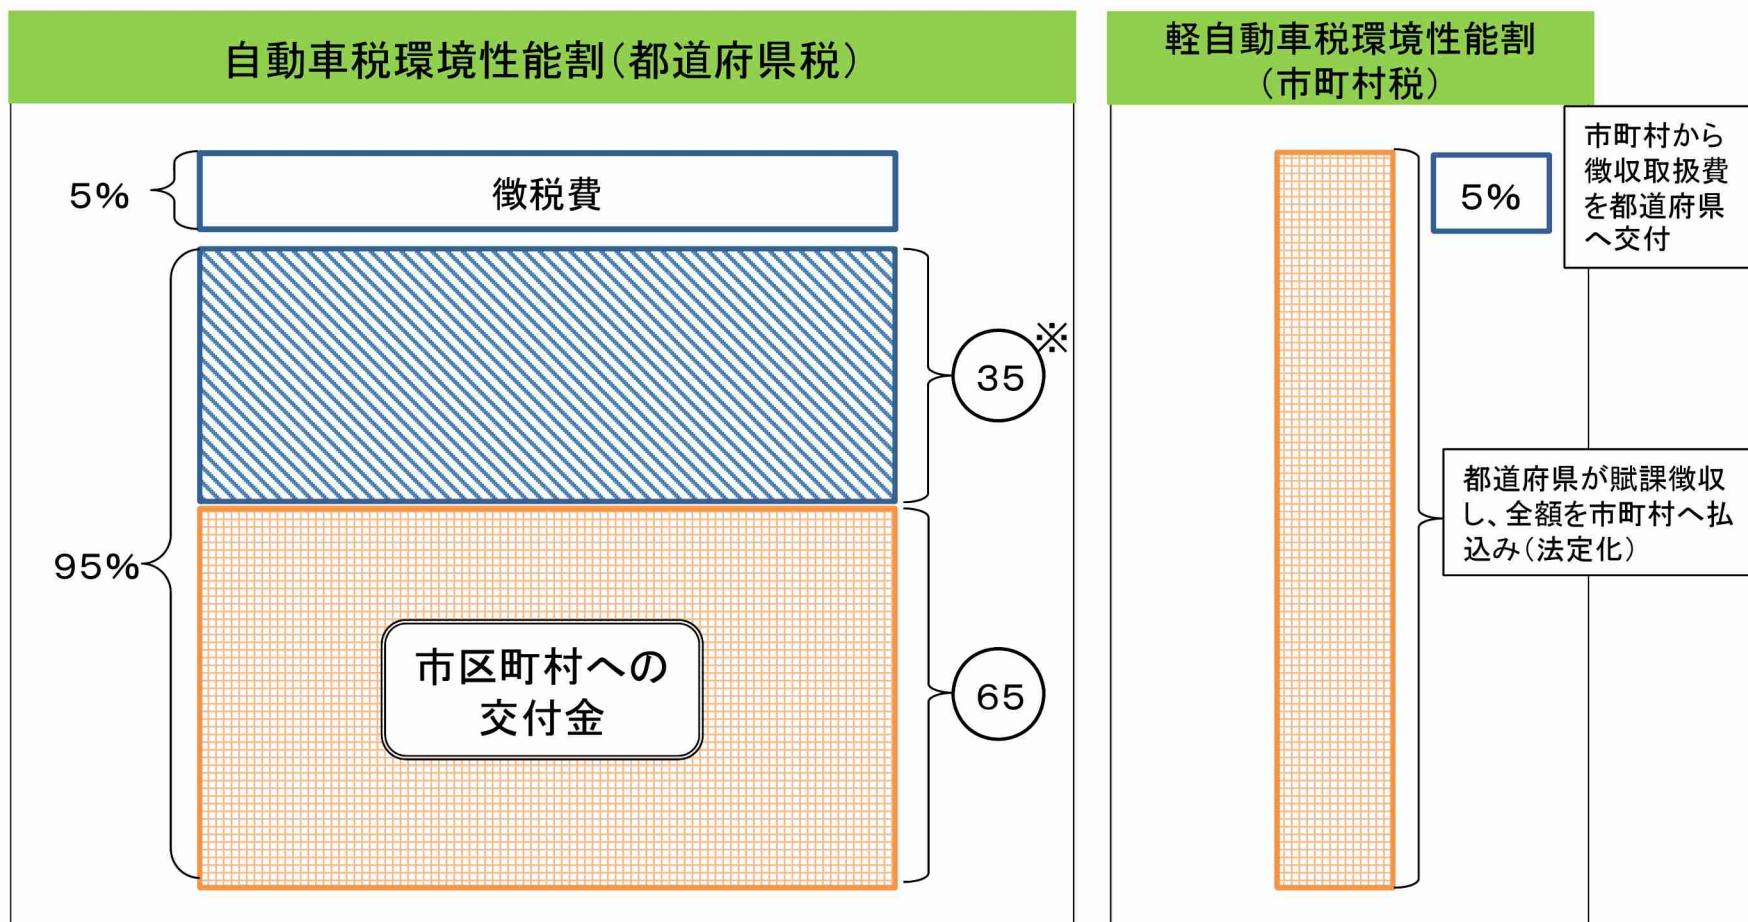 自動車税環境性能割(都道府県税)
5%
徴税費
35
※
95%
市区町村への
交付金
65
軽自動車税環境性能割
(市町村税)
5%
市町村から
徴収取扱費
を都道府県
へ交付
都道府県が賦課徴収
し、全額を市町村へ払
込み(法定化)